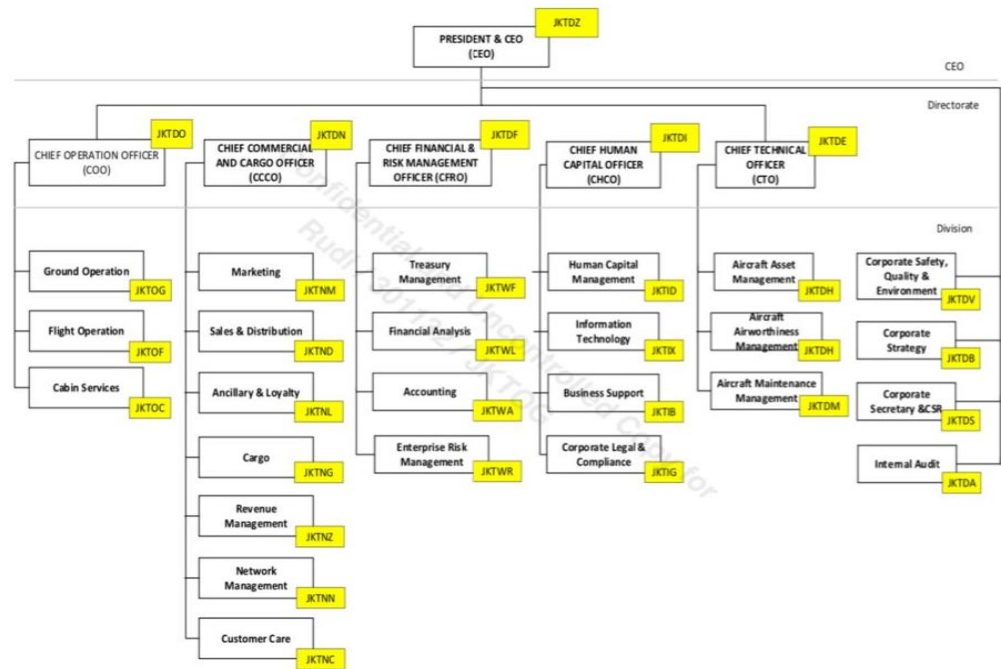 JKTDZ
PRESIDENT & CEO
(CEO)
CEO
Directorate
JKTDO
CHIEF OPERATION OFFICER
(COO)
JKTDN
CHIEF COMMERCIAL
AND CARGO OFFICER
(CCCO)
JKTDF
CHIEF FINANCIAL &
RISK MANAGEMENT
OFFICER (CFRO)
JKTDI
CHIEF HUMAN
CAPITAL OFFICER
(CHCO)
JKTDE
CHIEF TECHNICAL
OFFICER
(CTO)
Division
Ground Operation
JKTOG
Flight Operation
JKTOF
Cabin Services
JKTOC
Marketing
JKTNM
Sales & Distribution
JKTND
Ancillary & Loyalty
JKTNL
Cargo
JKTNG
Revenue
Management
JKTNZ
Network
Management
JKTNN
Customer Care
JKTNC
Treasury
Management
JKTWF
Financial Analysis
JKTWL
Accounting
JKTWA
Enterprise Risk
Management
JKTWR
Human Capital
Management
JKTID
Information
Technology
JKTIX
Business Support
JKTIB
Corporate Legal &
Compliance
JKTIG
Aircraft Asset
Management
JKTDH
Aircraft
Airworthiness
Management
JKTDH
Aircraft Maintenance
Management
JKTDM
Corporate Safety,
Quality &
Environment
JKTDV
Corporate
Strategy
JKTDB
Corporate
Secretary &CSR
JKTDS
Internal Audit
JKTDA
Uncontrolled Copy for
JKTOG